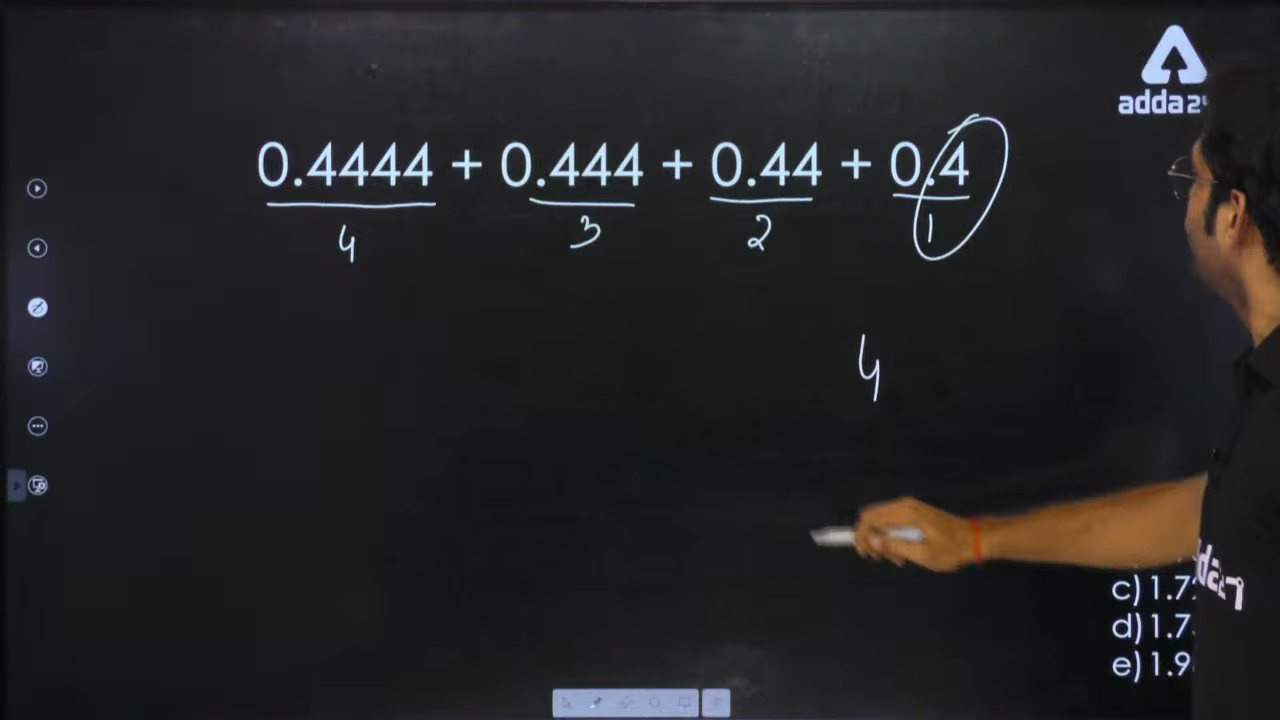 adda2
0.4444 + 0.444 + 0.44 + 0.4
4 3 2 1
4
c) 1.7
d) 1.7
e) 1.9